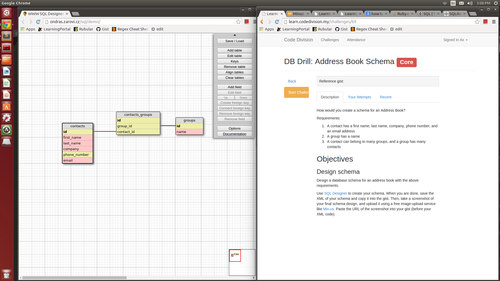 Google Chrome
2:08 PM
WWW SQL Designer
ondras.zarovi.cz/sql/demo/
Apps
LearningPortal
Rubular
GitList
Regex Cheat Sheet
Save / Load
Add table
Edit table
Keys
Remove table
Align tables
Clear tables
Add field
Edit field
Create foreign key
Connect foreign key
Remove foreign key
Remove field
Options
Documentation
contacts
id
first_name
last_name
company
phone_number
email
contacts_groups
id
group_id
contact_id
groups
id
name
learn.codedivision.my/challenges/
Apps
LearningPortal
Rubular
GitList
Regex Cheat Sheet
Code Division
Challenges
Attendance
Signed in As
DB Drill: Address Book Schema Core
Back
Reference gist:
Description
Your Attempts
Review
How would you create a schema for an Address Book?
Requirements:
1. A contact has a first name, last name, company, phone number, and
an email address
2. A group has a name
3. A contact can belong to many groups, and a group has many
contacts
Objectives
Design schema
Design a database schema for an address book with the above
requirements.
Use SQL Designer to create your schema. When you are done, save the
XML of your schema and copy it into the gist. Then, take a screenshot of
your final schema design, and upload it using a free image upload service
like Min.us. Paste the URL of the screenshot into your gist (before your
XML code).